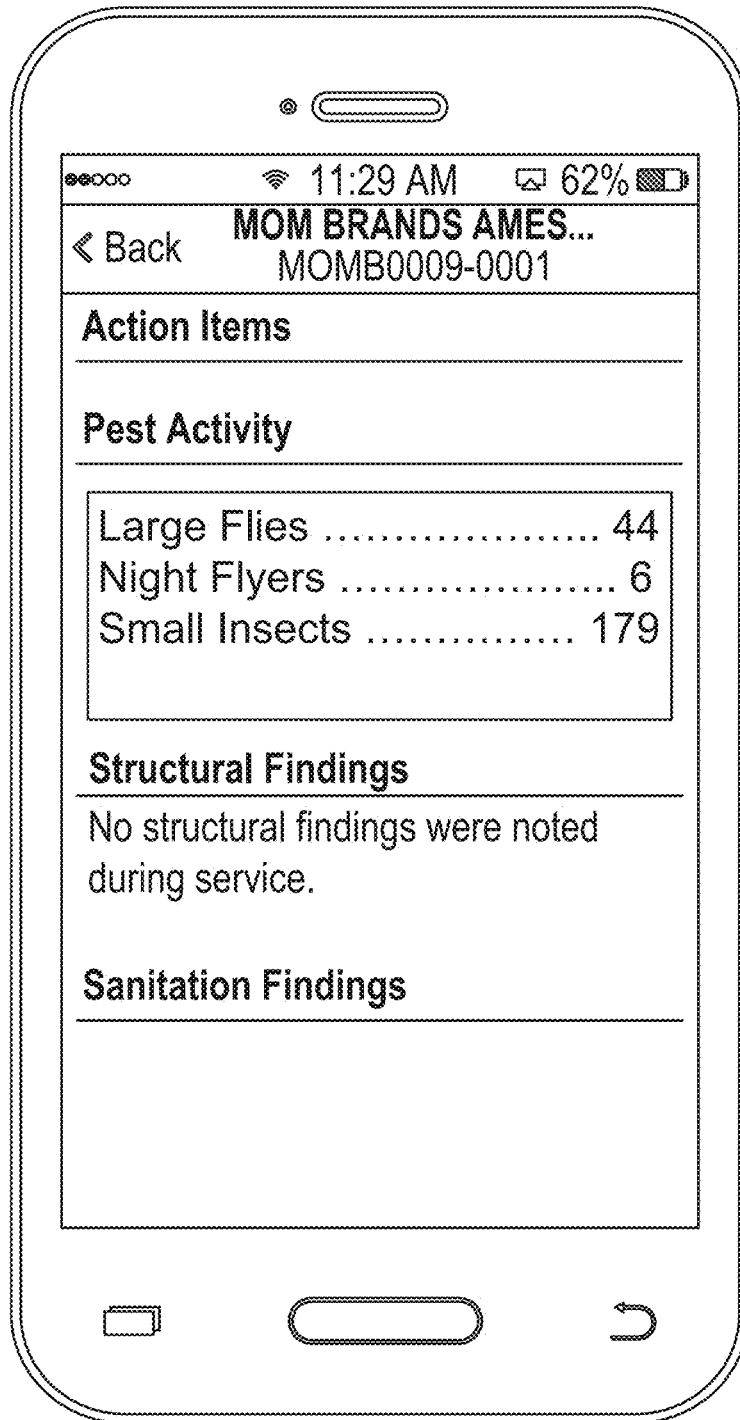 11:29 AM 62%
< Back
MOM BRANDS AMES...
MOMB0009-0001
Action Items
Pest Activity
Large Flies .................... 44
Night Flyers .................... 6
Small Insects ............... 179
Structural Findings
No structural findings were noted
during service.
Sanitation Findings